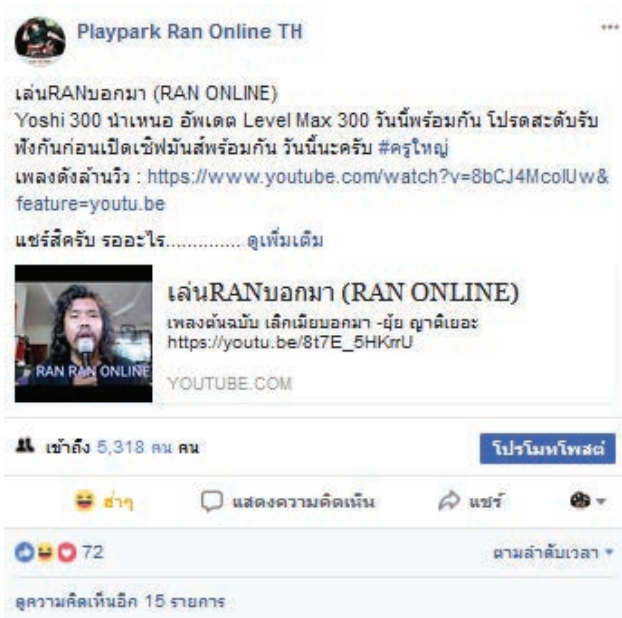 Playpark Ran Online TH
เล่นRANบอกมา (RAN ONLINE)
Yoshi 300 นำเหนอ อัพเดต Level Max 300 วันนี้พร้อมกัน โปรดสะดับรับ
ฟังกันก่อนเปิดเซิฟมันส์พร้อมกัน วันนี้นะครับ #ครูใหญ่
เพลงดังล้านวิว : https://www.youtube.com/watch?v=8bCJ4McolUw&
feature=youtu.be
แชร์สิครับ รออะไร.............. ดูเพิ่มเติม
เล่นRANบอกมา (RAN ONLINE)
เพลงต้นฉบับ เลิกเมียบอกมา -ยุ้ย ญาติเยอะ
https://youtu.be/8t7E_5HKrrU
RAN RAN ONLINE
YOUTUBE.COM
เข้าถึง 5,318 คน คน
โปรโมทโพสต์
ฮ่าๆ แสดงความคิดเห็น แชร์
72 ตามลำดับเวลา
ดูความคิดเห็นอีก 15 รายการ